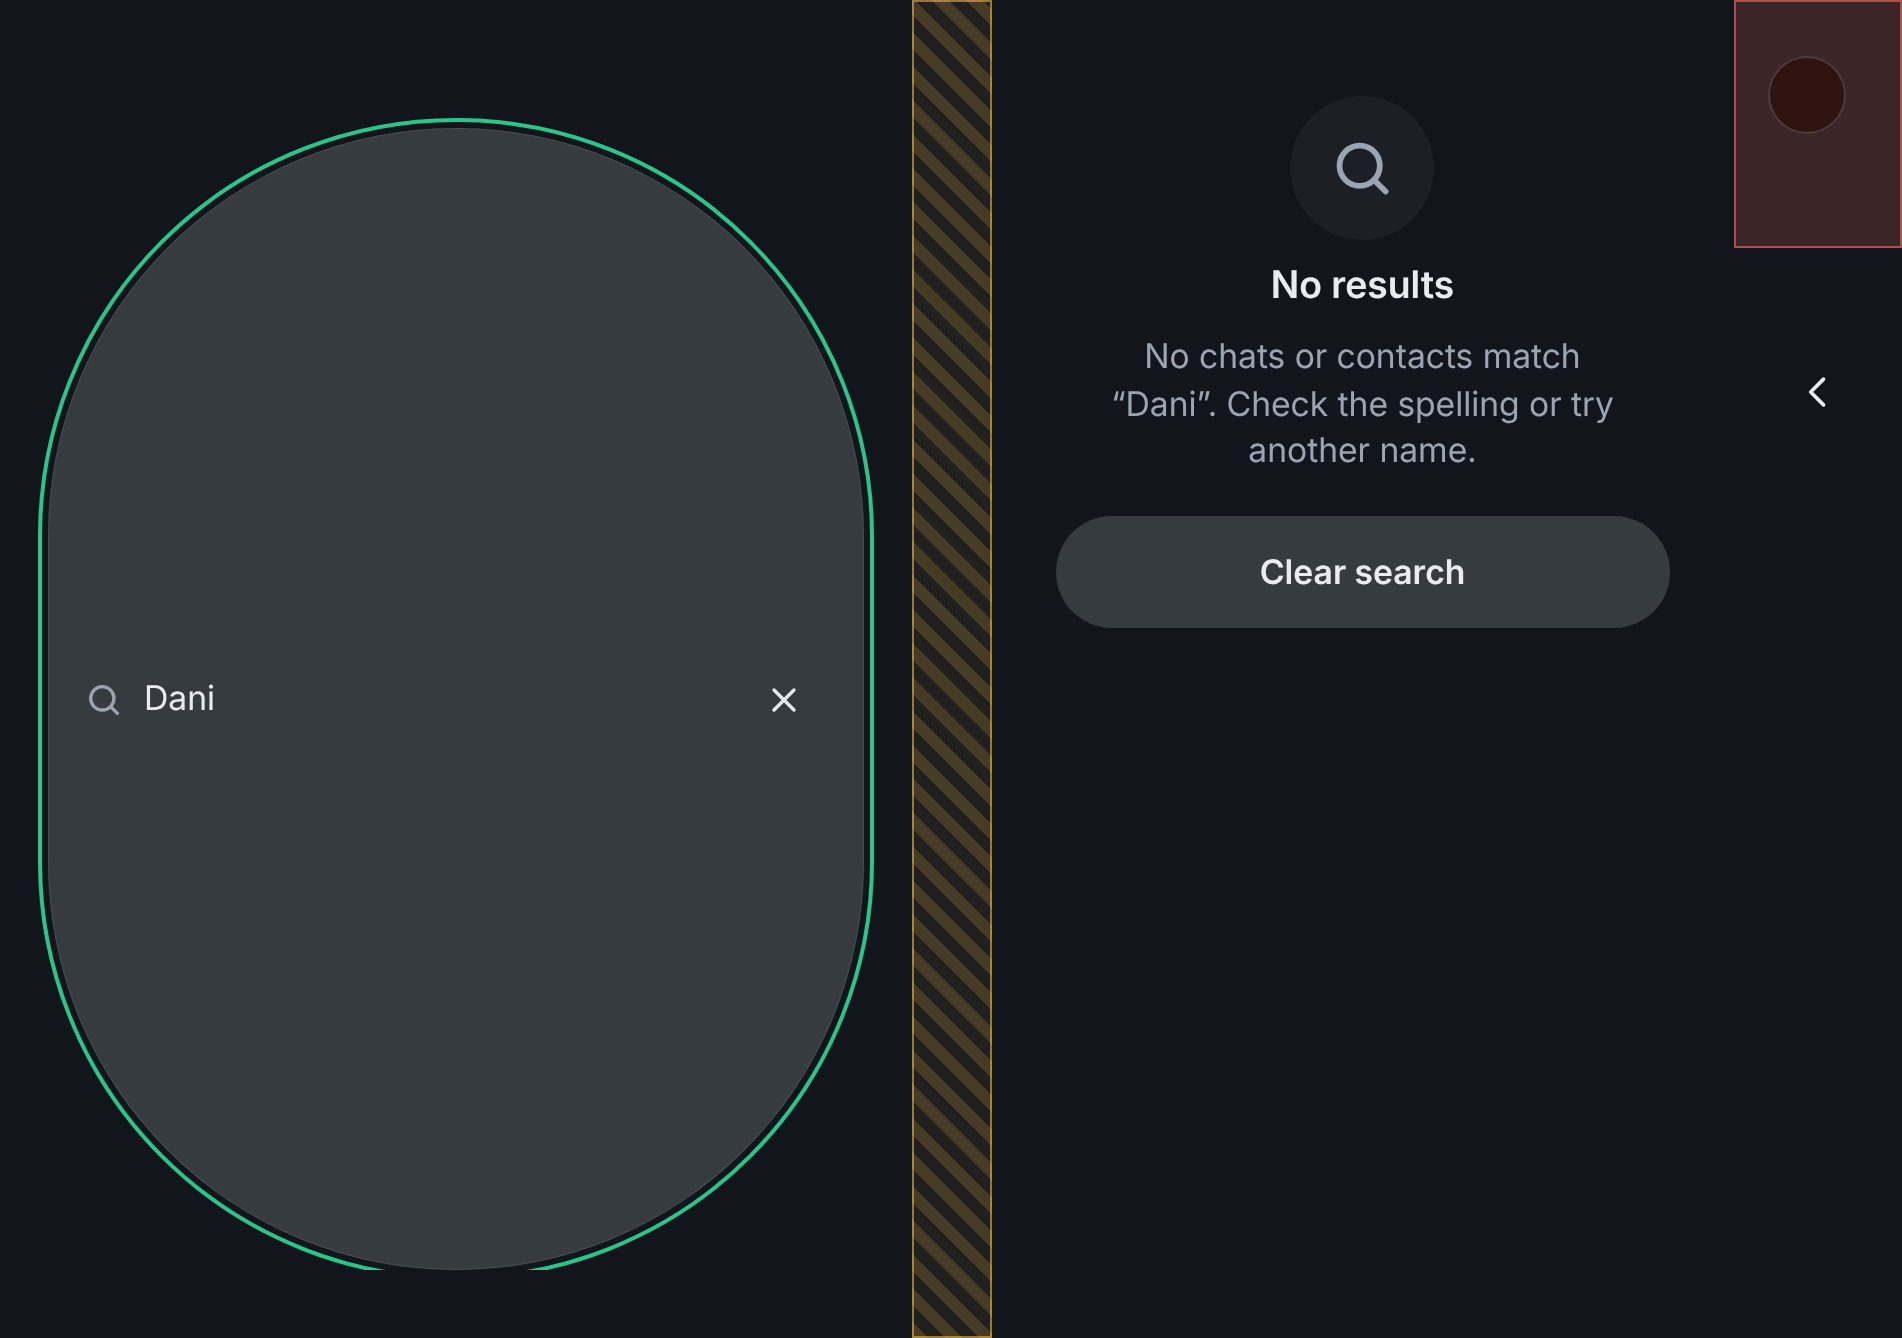 Dani
No results
No chats or contacts match
“Dani”. Check the spelling or try
another name.
Clear search